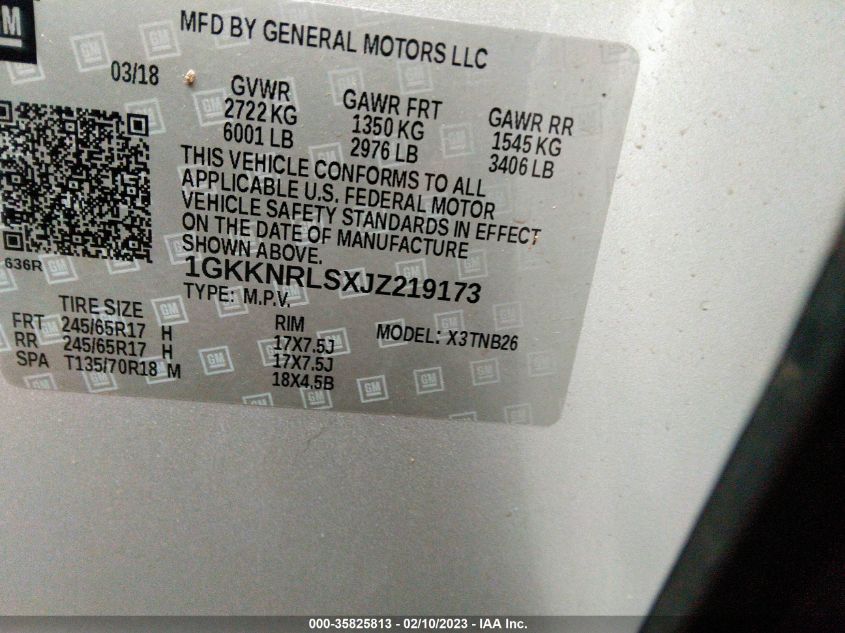 GM
MFD BY GENERAL MOTORS LLC
03/18
GVWR
2722 KG
6001 LB
GAWR FRT
1350 KG
2976 LB
GAWR RR
1545 KG
3406 LB
THIS VEHICLE CONFORMS TO ALL
APPLICABLE U.S. FEDERAL MOTOR
VEHICLE SAFETY STANDARDS IN EFFECT
ON THE DATE OF MANUFACTURE
SHOWN ABOVE.
636R
1GKKNRLSXJZ219173
TYPE: M.P.V.
TIRE SIZE RIM MODEL: X3TNB26
FRT 245/65R17 H 17X7.5J
RR 245/65R17 H 17X7.5J
SPA T135/70R18 M 18X4.5B
000-35825813 - 02/10/2023 - IAA Inc.